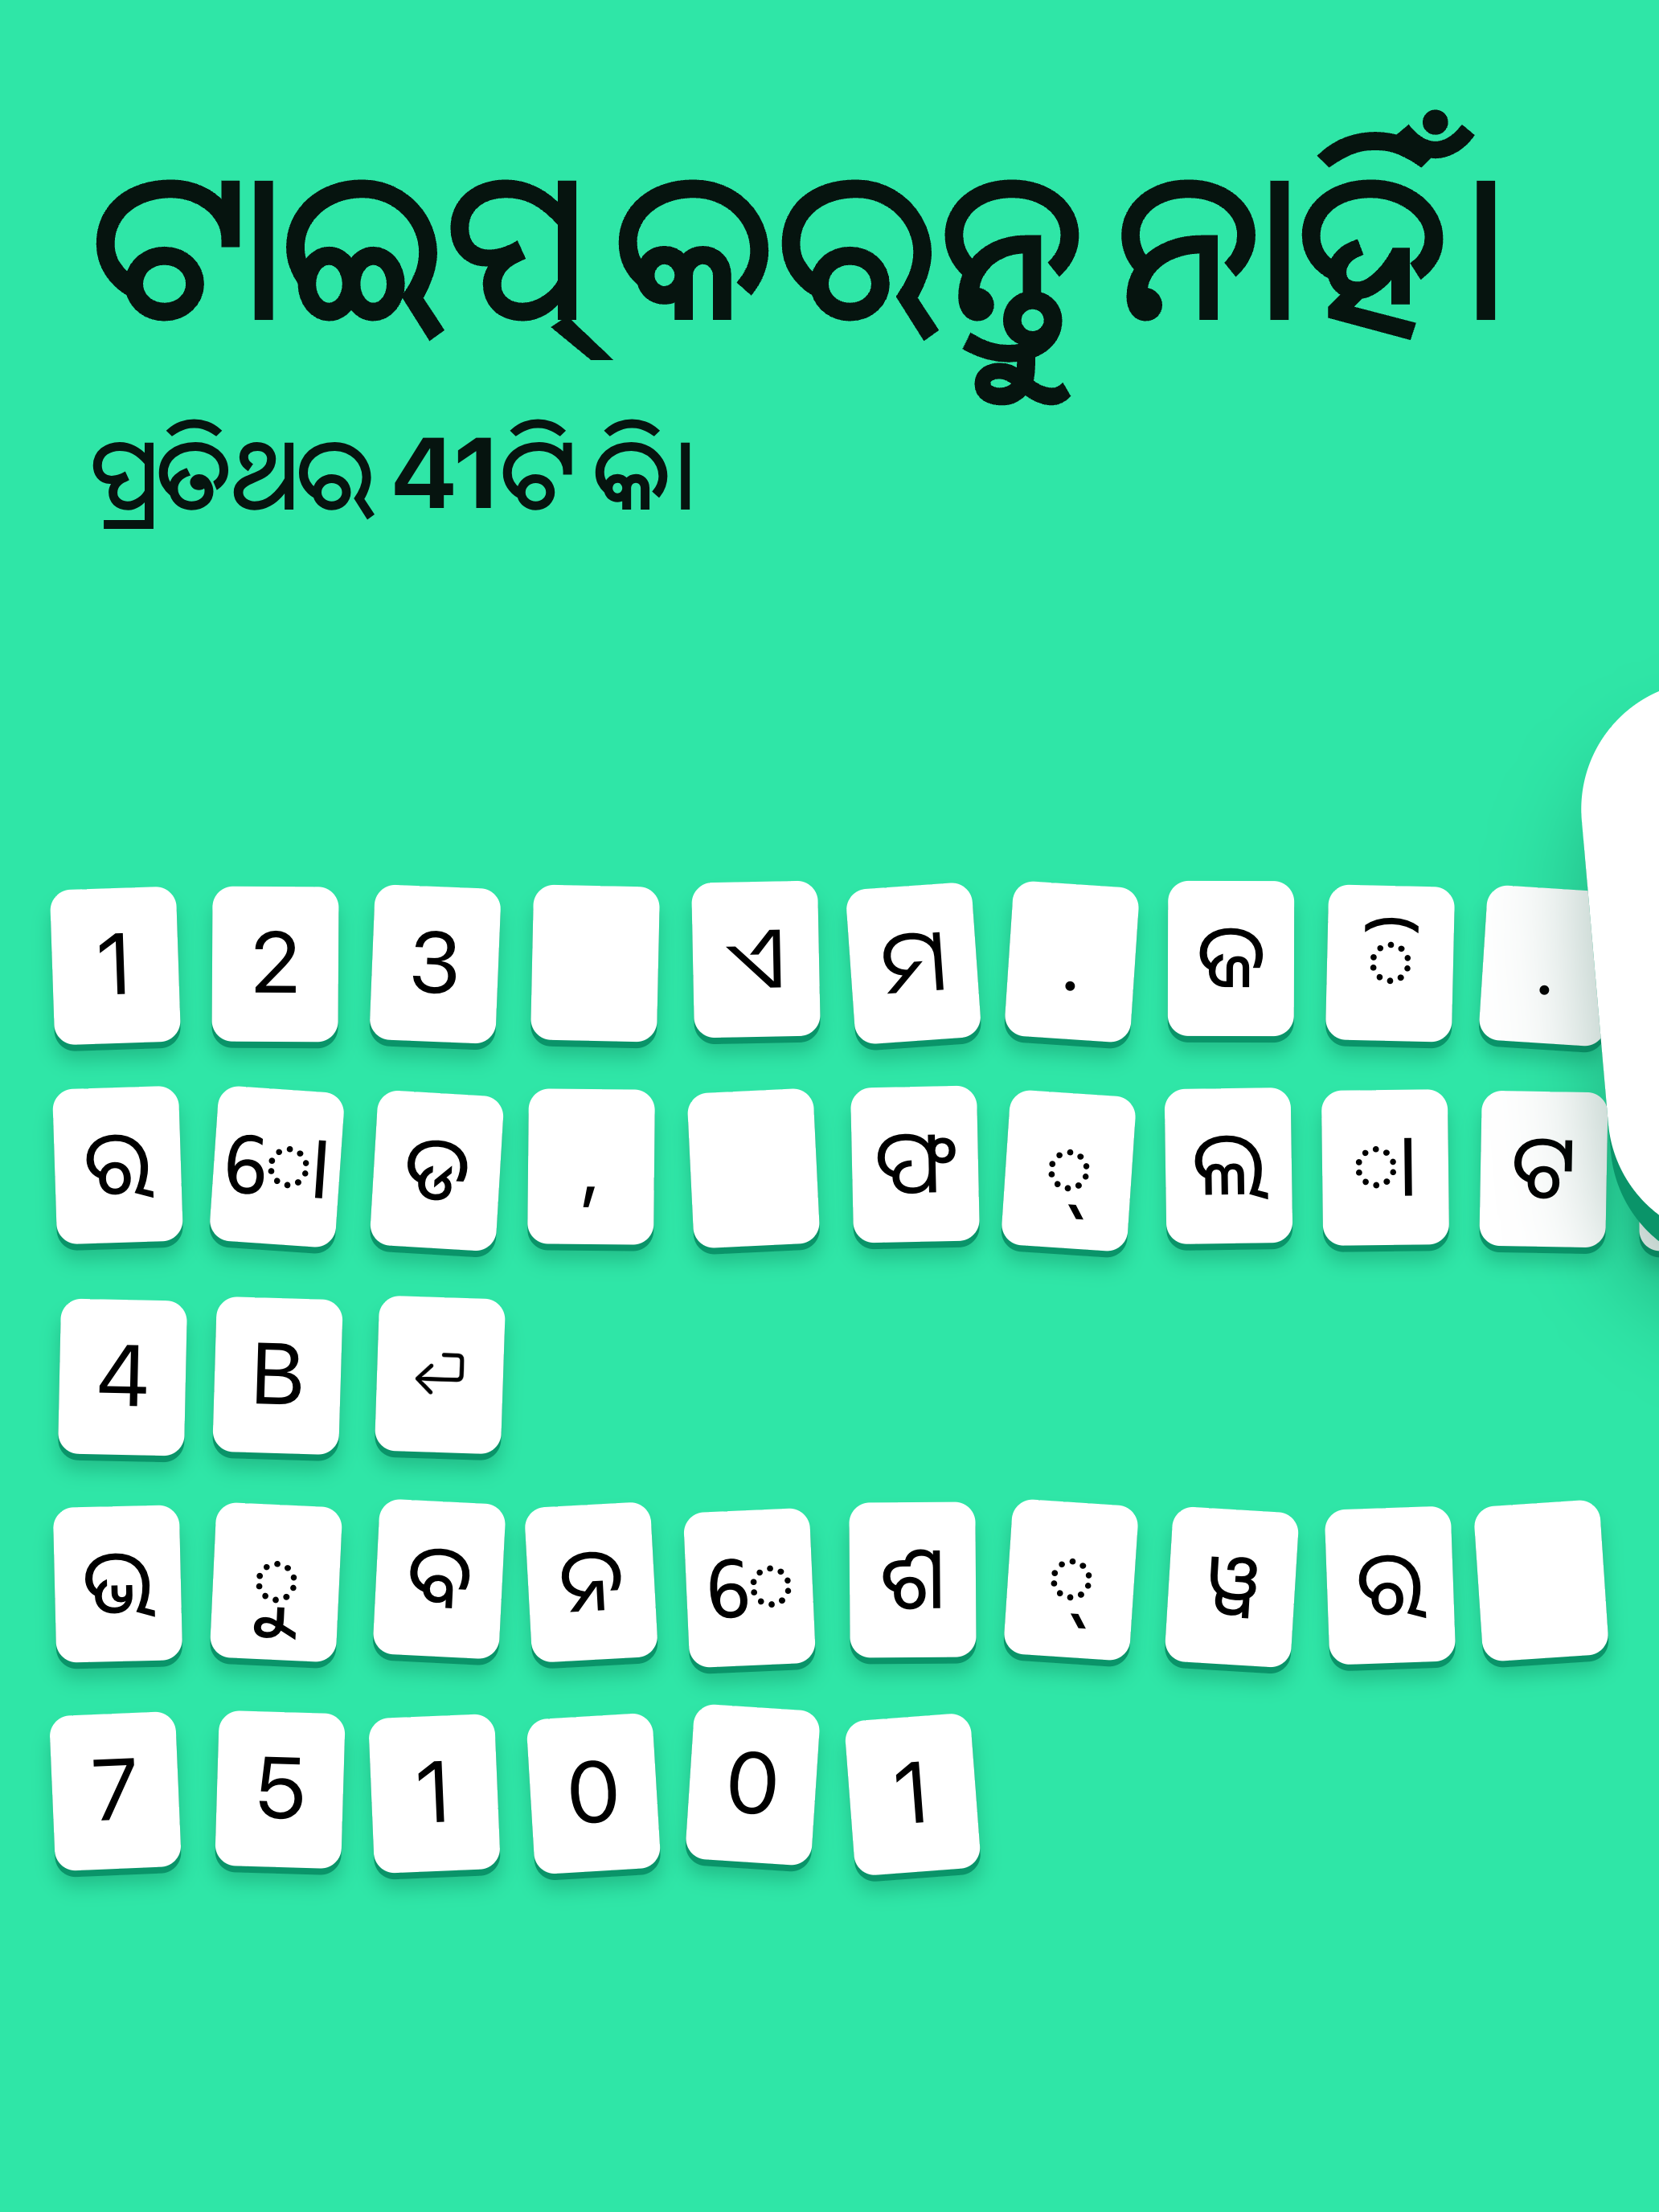 ଟାଇପ୍ କରନ୍ତୁ ନାହିଁ।
ପ୍ରତିଥର 41ଟି କି।
1 2 3 ଏ ମ . ଜ ି .
ର ୋ ଡ , ଫ ୍ ଲ ା ଟ
4 B ⏎
ଭ ୁ ବ ନ େ ଶ ୍ ୱ ର
7 5 1 0 0 1